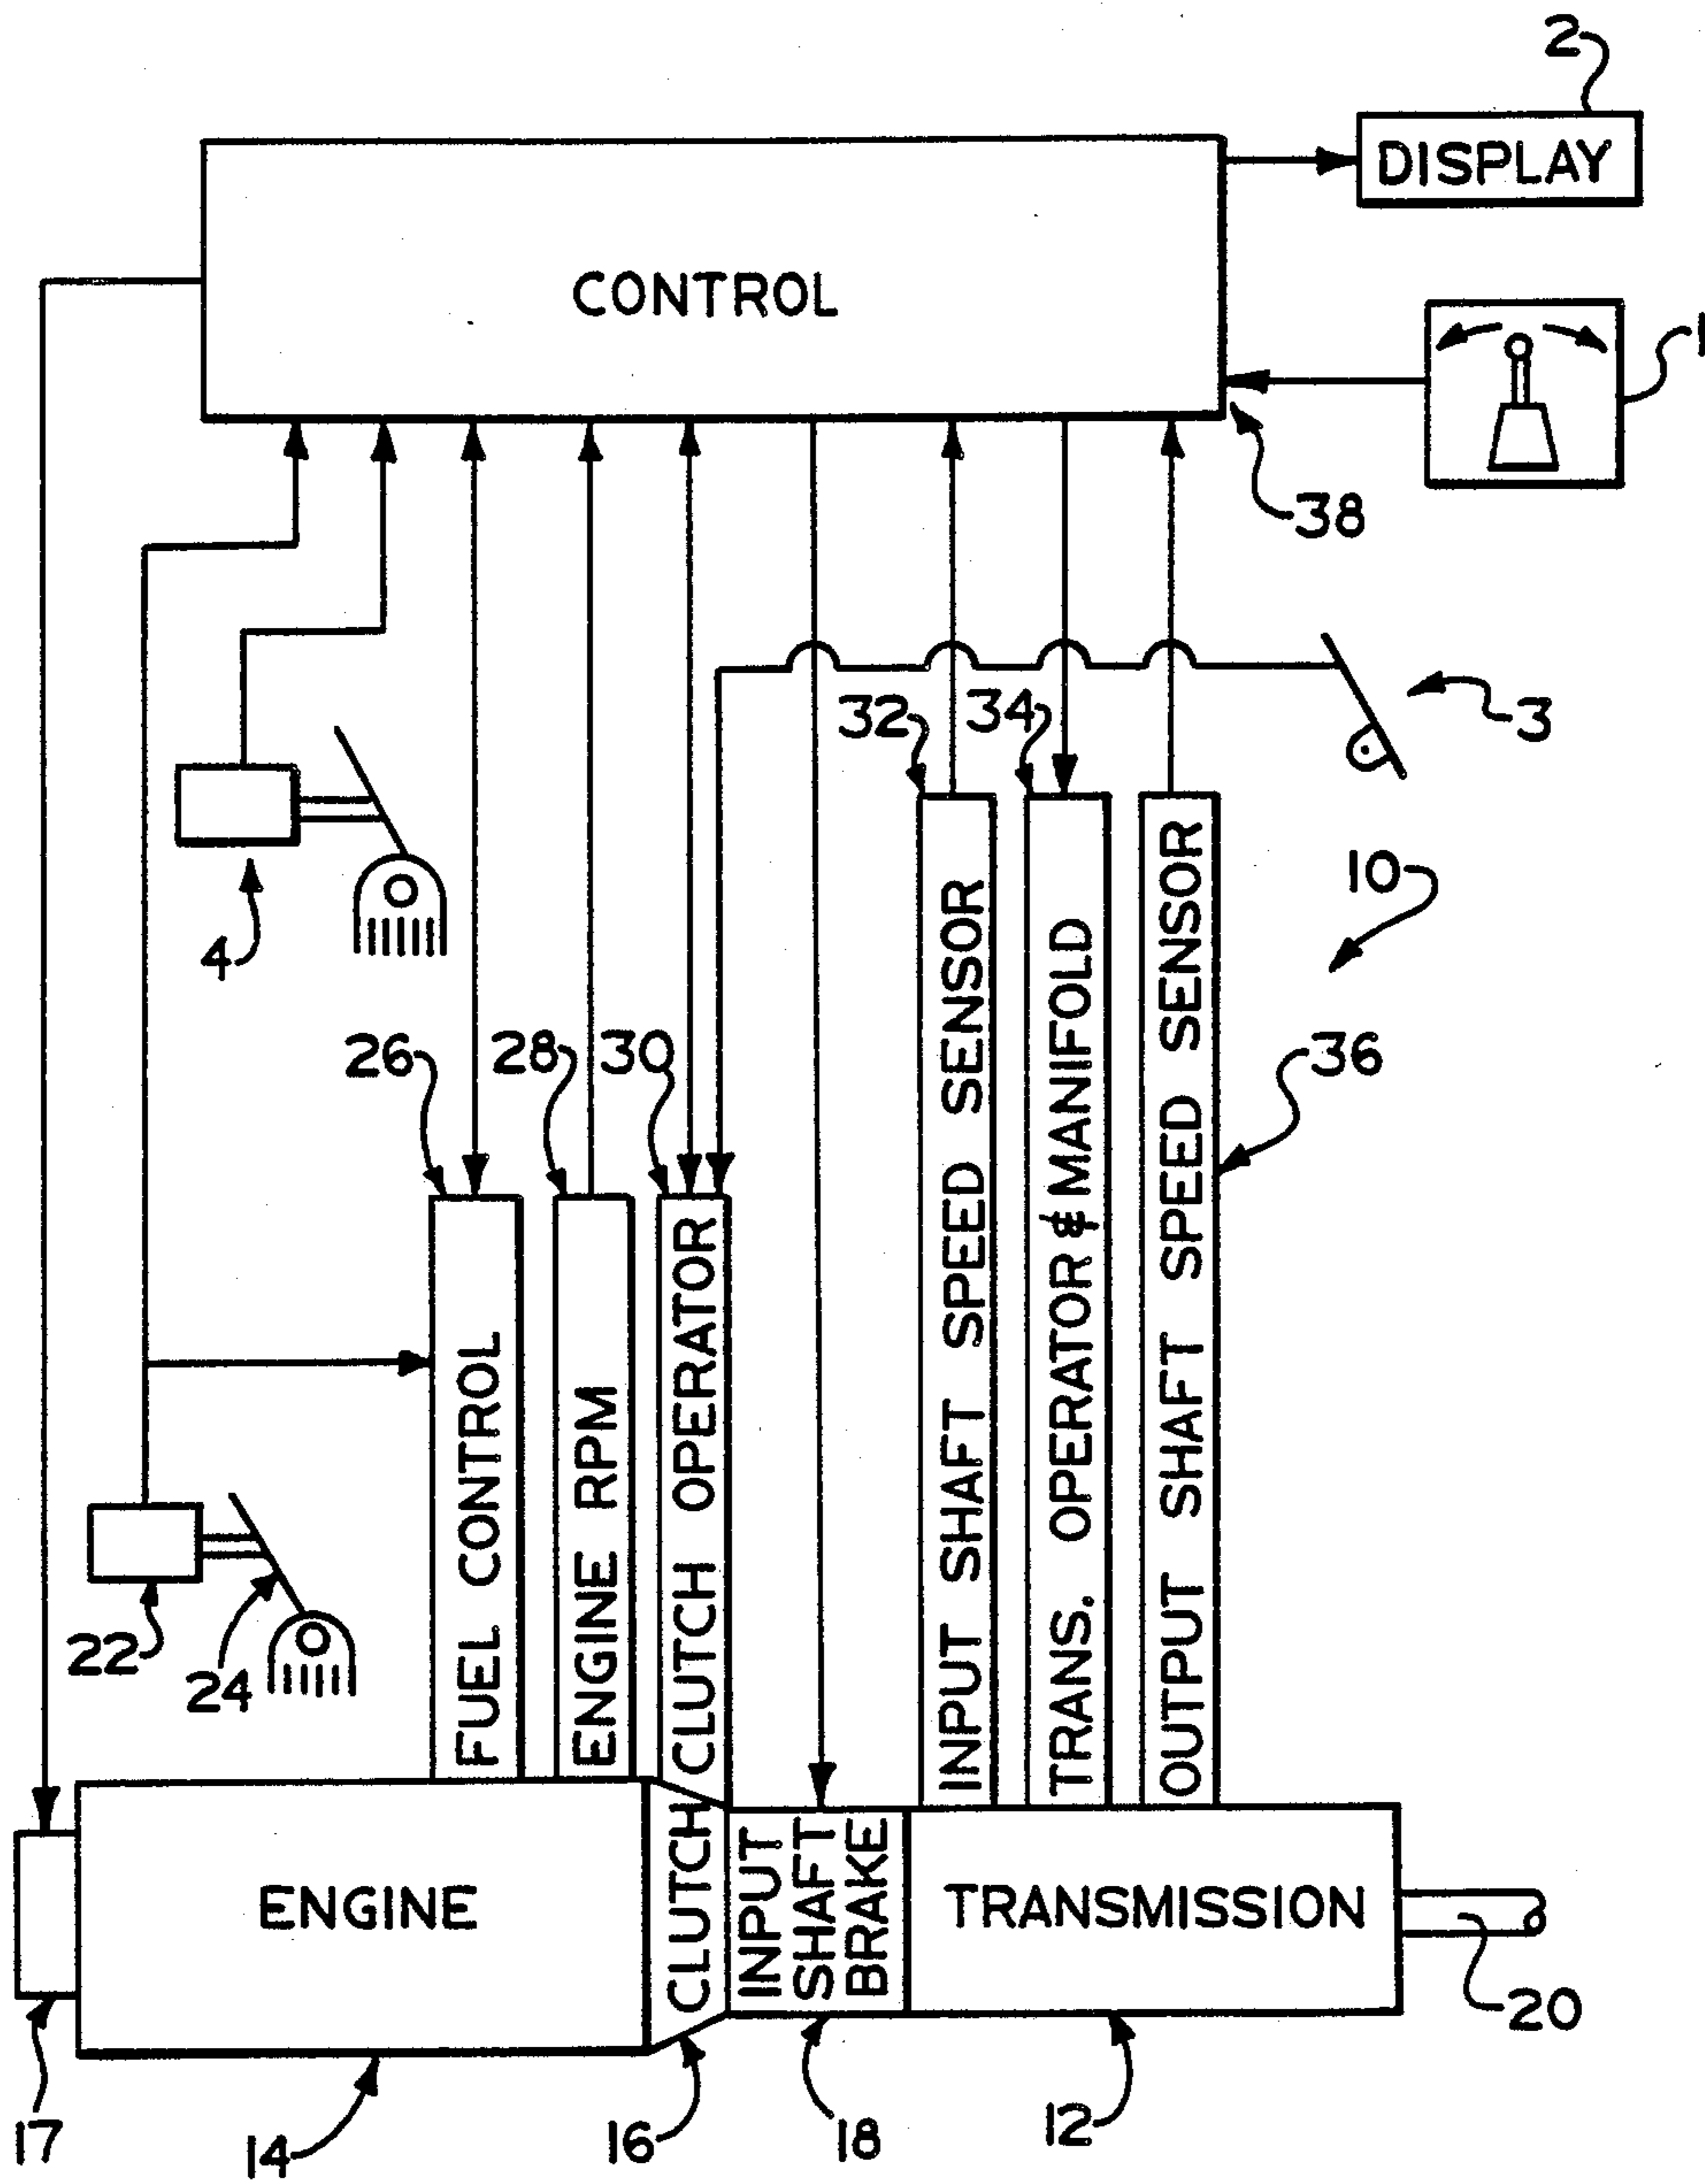 2
DISPLAY
CONTROL
1
38
3
32
34
4
10
26
28
30
36
INPUT SHAFT SPEED SENSOR
TRANS. OPERATOR & MANIFOLD
OUTPUT SHAFT SPEED SENSOR
FUEL CONTROL
ENGINE RPM
CLUTCH OPERATOR
22
24
ENGINE
CLUTCH
INPUT
SHAFT
BRAKE
TRANSMISSION
20
17
14
16
18
12